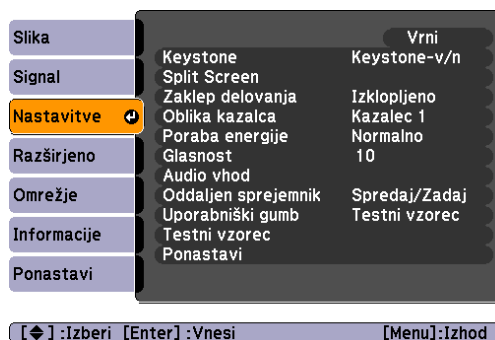 Slika
Signal
Nastavitve
Razširjeno
Omrežje
Informacije
Ponastavi
Vrni
Keystone Keystone-v/n
Split Screen
Zaklep delovanja Izklopljeno
Oblika kazalca Kazalec 1
Poraba energije Normalno
Glasnost 10
Audio vhod
Oddaljen sprejemnik Spredaj/Zadaj
Uporabniški gumb Testni vzorec
Testni vzorec
Ponastavi
[◆] :Izberi [Enter] :Vnesi [Menu]:Izhod